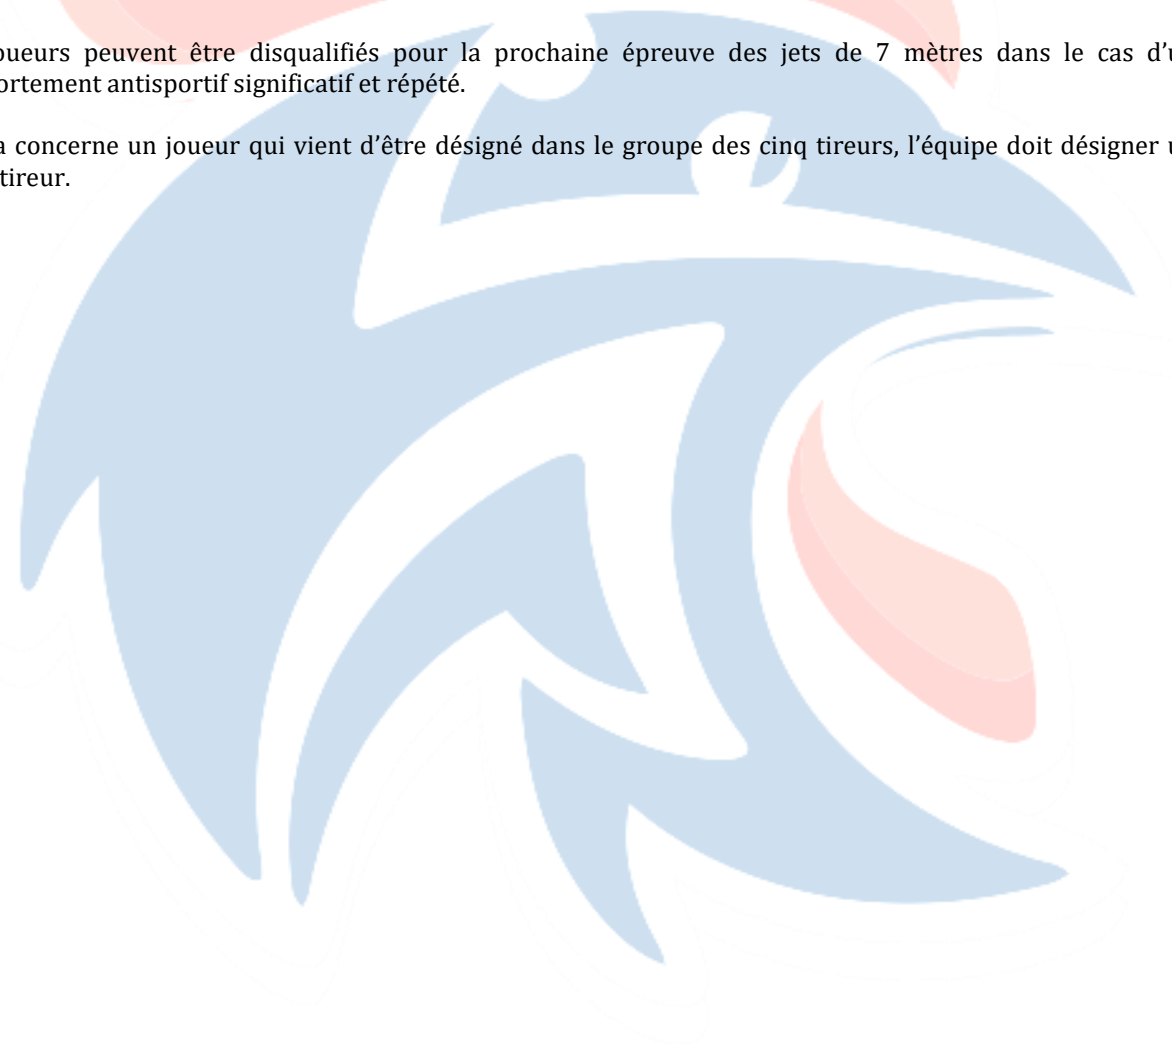 oueurs peuvent être disqualifiés pour la prochaine épreuve des jets de 7 mètres dans le cas d'u
ortement antisportif significatif et répété.
a concerne un joueur qui vient d'être désigné dans le groupe des cinq tireurs, l'équipe doit désigner u
tireur.